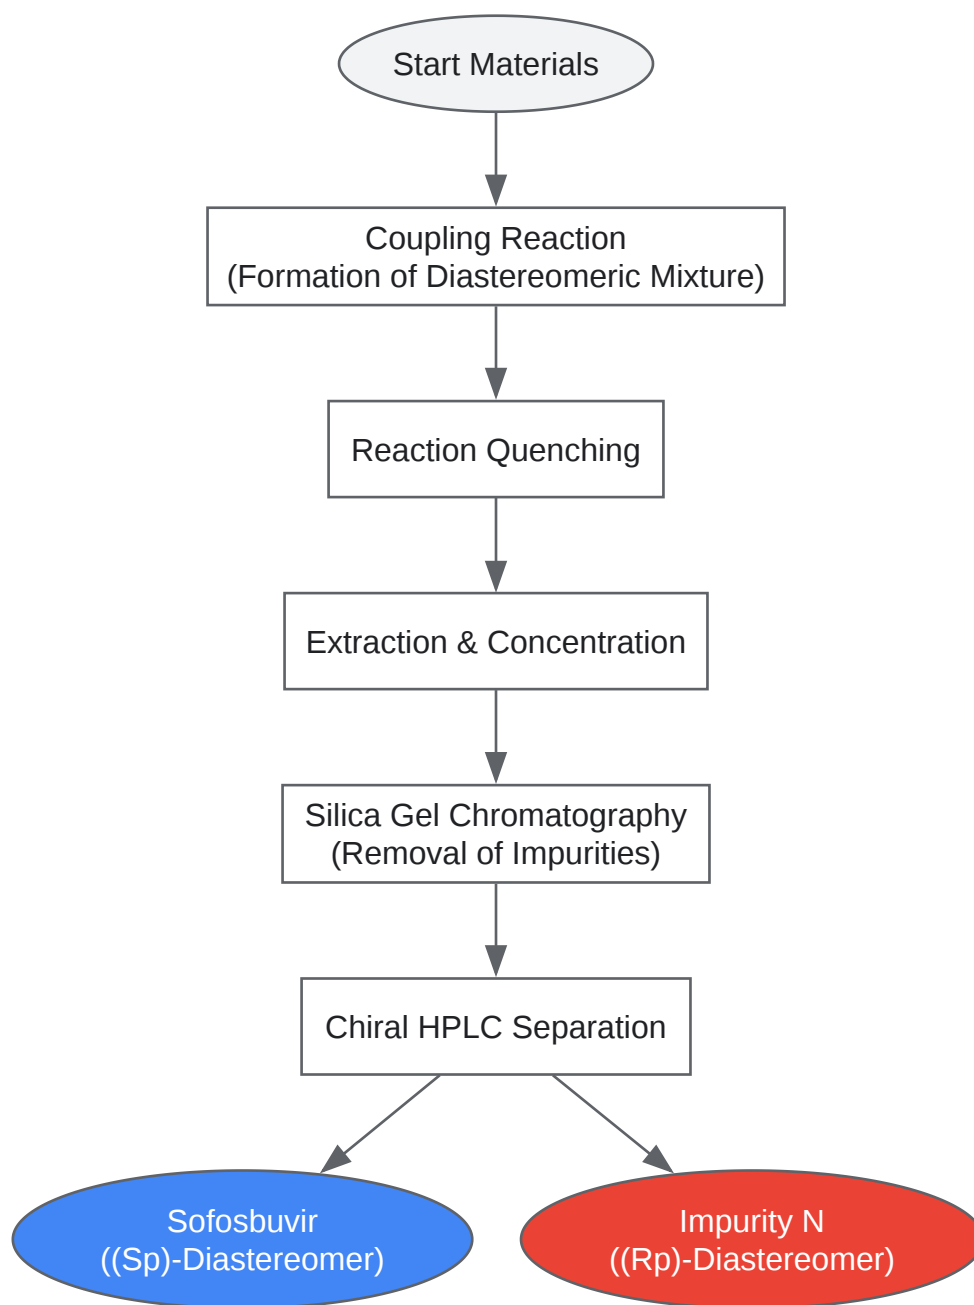 Start Materials
Coupling Reaction
(Formation of Diastereomeric Mixture)
Reaction Quenching
Extraction & Concentration
Silica Gel Chromatography
(Removal of Impurities)
Chiral HPLC Separation
Sofosbuvir
((Sp)-Diastereomer)
Impurity N
((Rp)-Diastereomer)